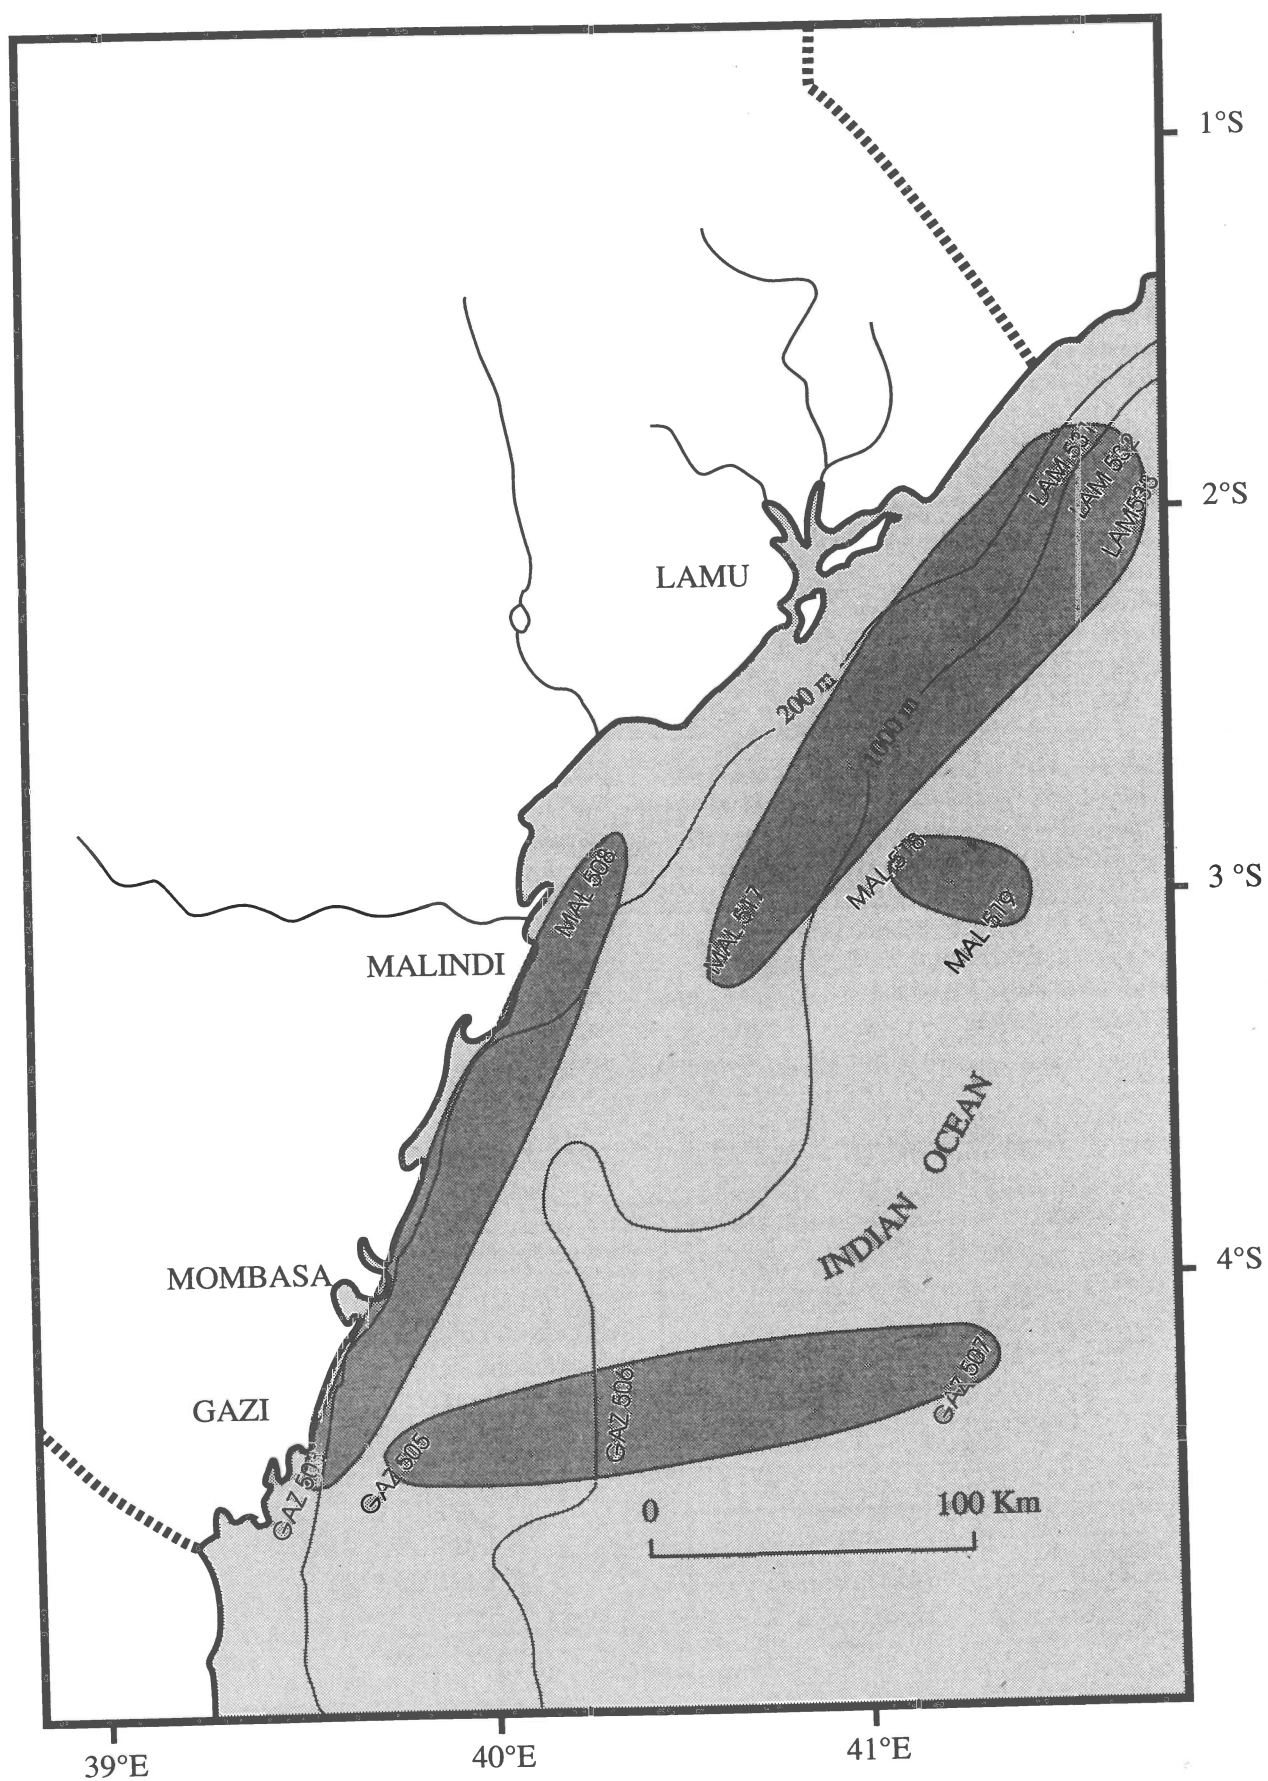 1°S
LAM 531
LAM 532
LAM 533
2°S
LAMU
200 m
1000 m
MAL 508
MAL 517
MAL 518
MAL 519
3 °S
MALINDI
INDIAN OCEAN
MOMBASA
4°S
GAZI
GAZ 505
GAZ 506
GAZ 507
0
100 Km
39°E
40°E
41°E